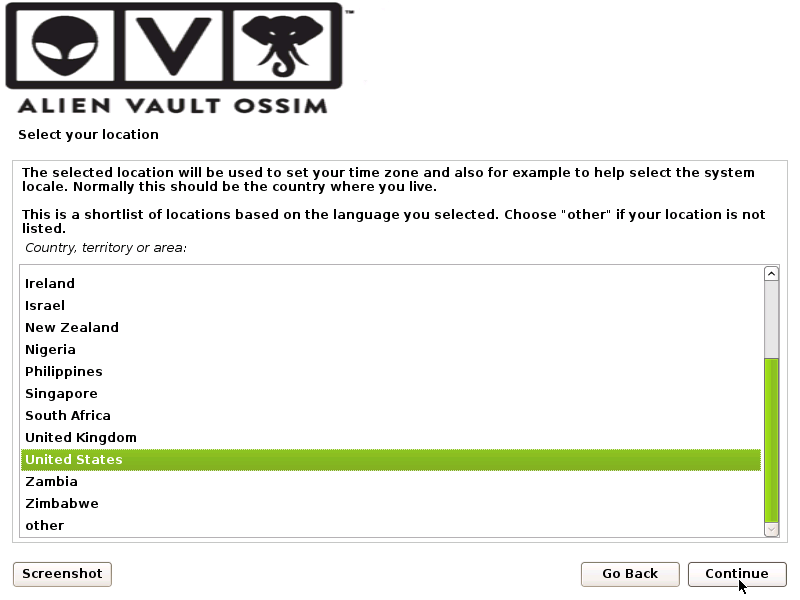 ™
ALIEN VAULT OSSIM
Select your location
The selected location will be used to set your time zone and also for example to help select the system
locale. Normally this should be the country where you live.
This is a shortlist of locations based on the language you selected. Choose "other" if your location is not
listed.
Country, territory or area:
Ireland
Israel
New Zealand
Nigeria
Philippines
Singapore
South Africa
United Kingdom
United States
Zambia
Zimbabwe
other
Screenshot
Go Back
Continue